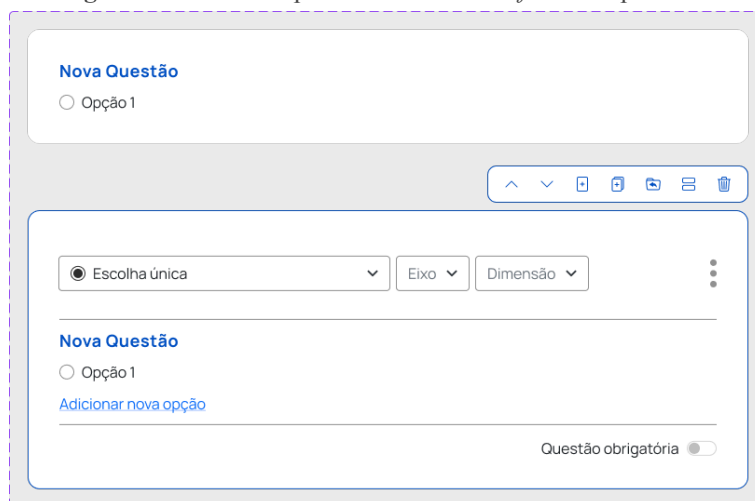 Nova Questão
Opção 1
Escolha única
Eixo
Dimensão
Nova Questão
Opção 1
Adicionar nova opção
Questão obrigatória